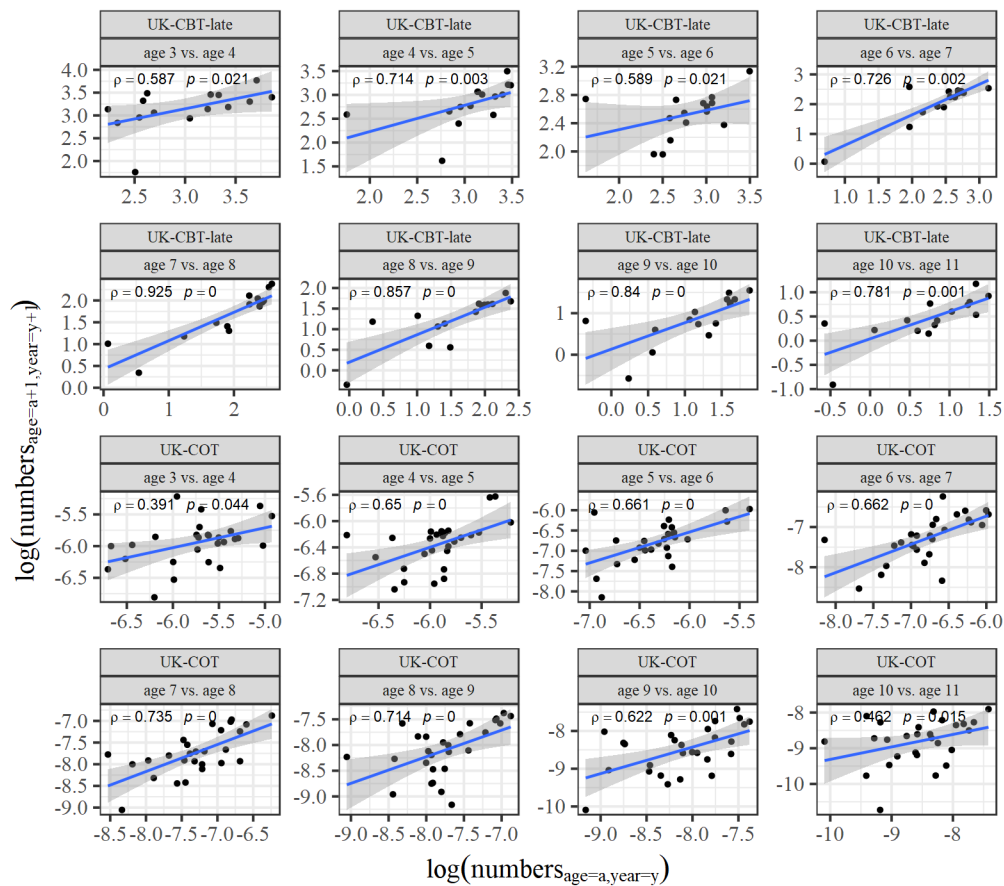 UK-CBT-late UK-CBT-late UK-CBT-late UK-CBT-late
age 3 vs. age 4 age 4 vs. age 5 age 5 vs. age 6 age 6 vs. age 7
ρ = 0.587 p = 0.021 ρ = 0.714 p = 0.003 ρ = 0.589 p = 0.021 ρ = 0.726 p = 0.002
4.0 3.5 3.2 3
3.5 3.0 2.8 2
3.0 2.5 2.4 1
2.5 2.0 2.0 0
2.0 1.5
2.5 3.0 3.5 2.0 2.5 3.0 3.5 2.0 2.5 3.0 3.5 1.0 1.5 2.0 2.5 3.0
UK-CBT-late UK-CBT-late UK-CBT-late UK-CBT-late
age 7 vs. age 8 age 8 vs. age 9 age 9 vs. age 10 age 10 vs. age 11
ρ = 0.925 p = 0 ρ = 0.857 p = 0 ρ = 0.84 p = 0 ρ = 0.781 p = 0.001
2.0 2.0 1 1.0
1.5 1.5 0 0.5
1.0 1.0 0.0
0.5 0.5 -0.5
0.0 0.0 -1.0
0 1 2 0.0 0.5 1.0 1.5 2.0 2.5 0.0 0.5 1.0 1.5 -0.5 0.0 0.5 1.0 1.5
UK-COT UK-COT UK-COT UK-COT
age 3 vs. age 4 age 4 vs. age 5 age 5 vs. age 6 age 6 vs. age 7
ρ = 0.391 p = 0.044 ρ = 0.65 p = 0 ρ = 0.661 p = 0 ρ = 0.662 p = 0
-5.5 -5.6 -6.0 -7
-6.0 -6.0 -6.5 -8
-6.5 -6.4 -7.0
-6.8 -7.5
-7.2 -8.0
-6.5 -6.0 -5.5 -5.0 -6.5 -6.0 -5.5 -7.0 -6.5 -6.0 -5.5 -8.0 -7.5 -7.0 -6.5 -6.0
UK-COT UK-COT UK-COT UK-COT
age 7 vs. age 8 age 8 vs. age 9 age 9 vs. age 10 age 10 vs. age 11
ρ = 0.735 p = 0 ρ = 0.714 p = 0 ρ = 0.622 p = 0.001 ρ = 0.462 p = 0.015
-7.0 -7.5 -8 -8
-7.5 -8.0 -9 -9
-8.0 -8.5 -10 -10
-8.5 -9.0
-9.0
-8.5 -8.0 -7.5 -7.0 -6.5 -9.0 -8.5 -8.0 -7.5 -7.0 -9.0 -8.5 -8.0 -7.5 -10 -9 -8
log(numbers age=a+1,year=y+1)
log(numbers age=a,year=y)